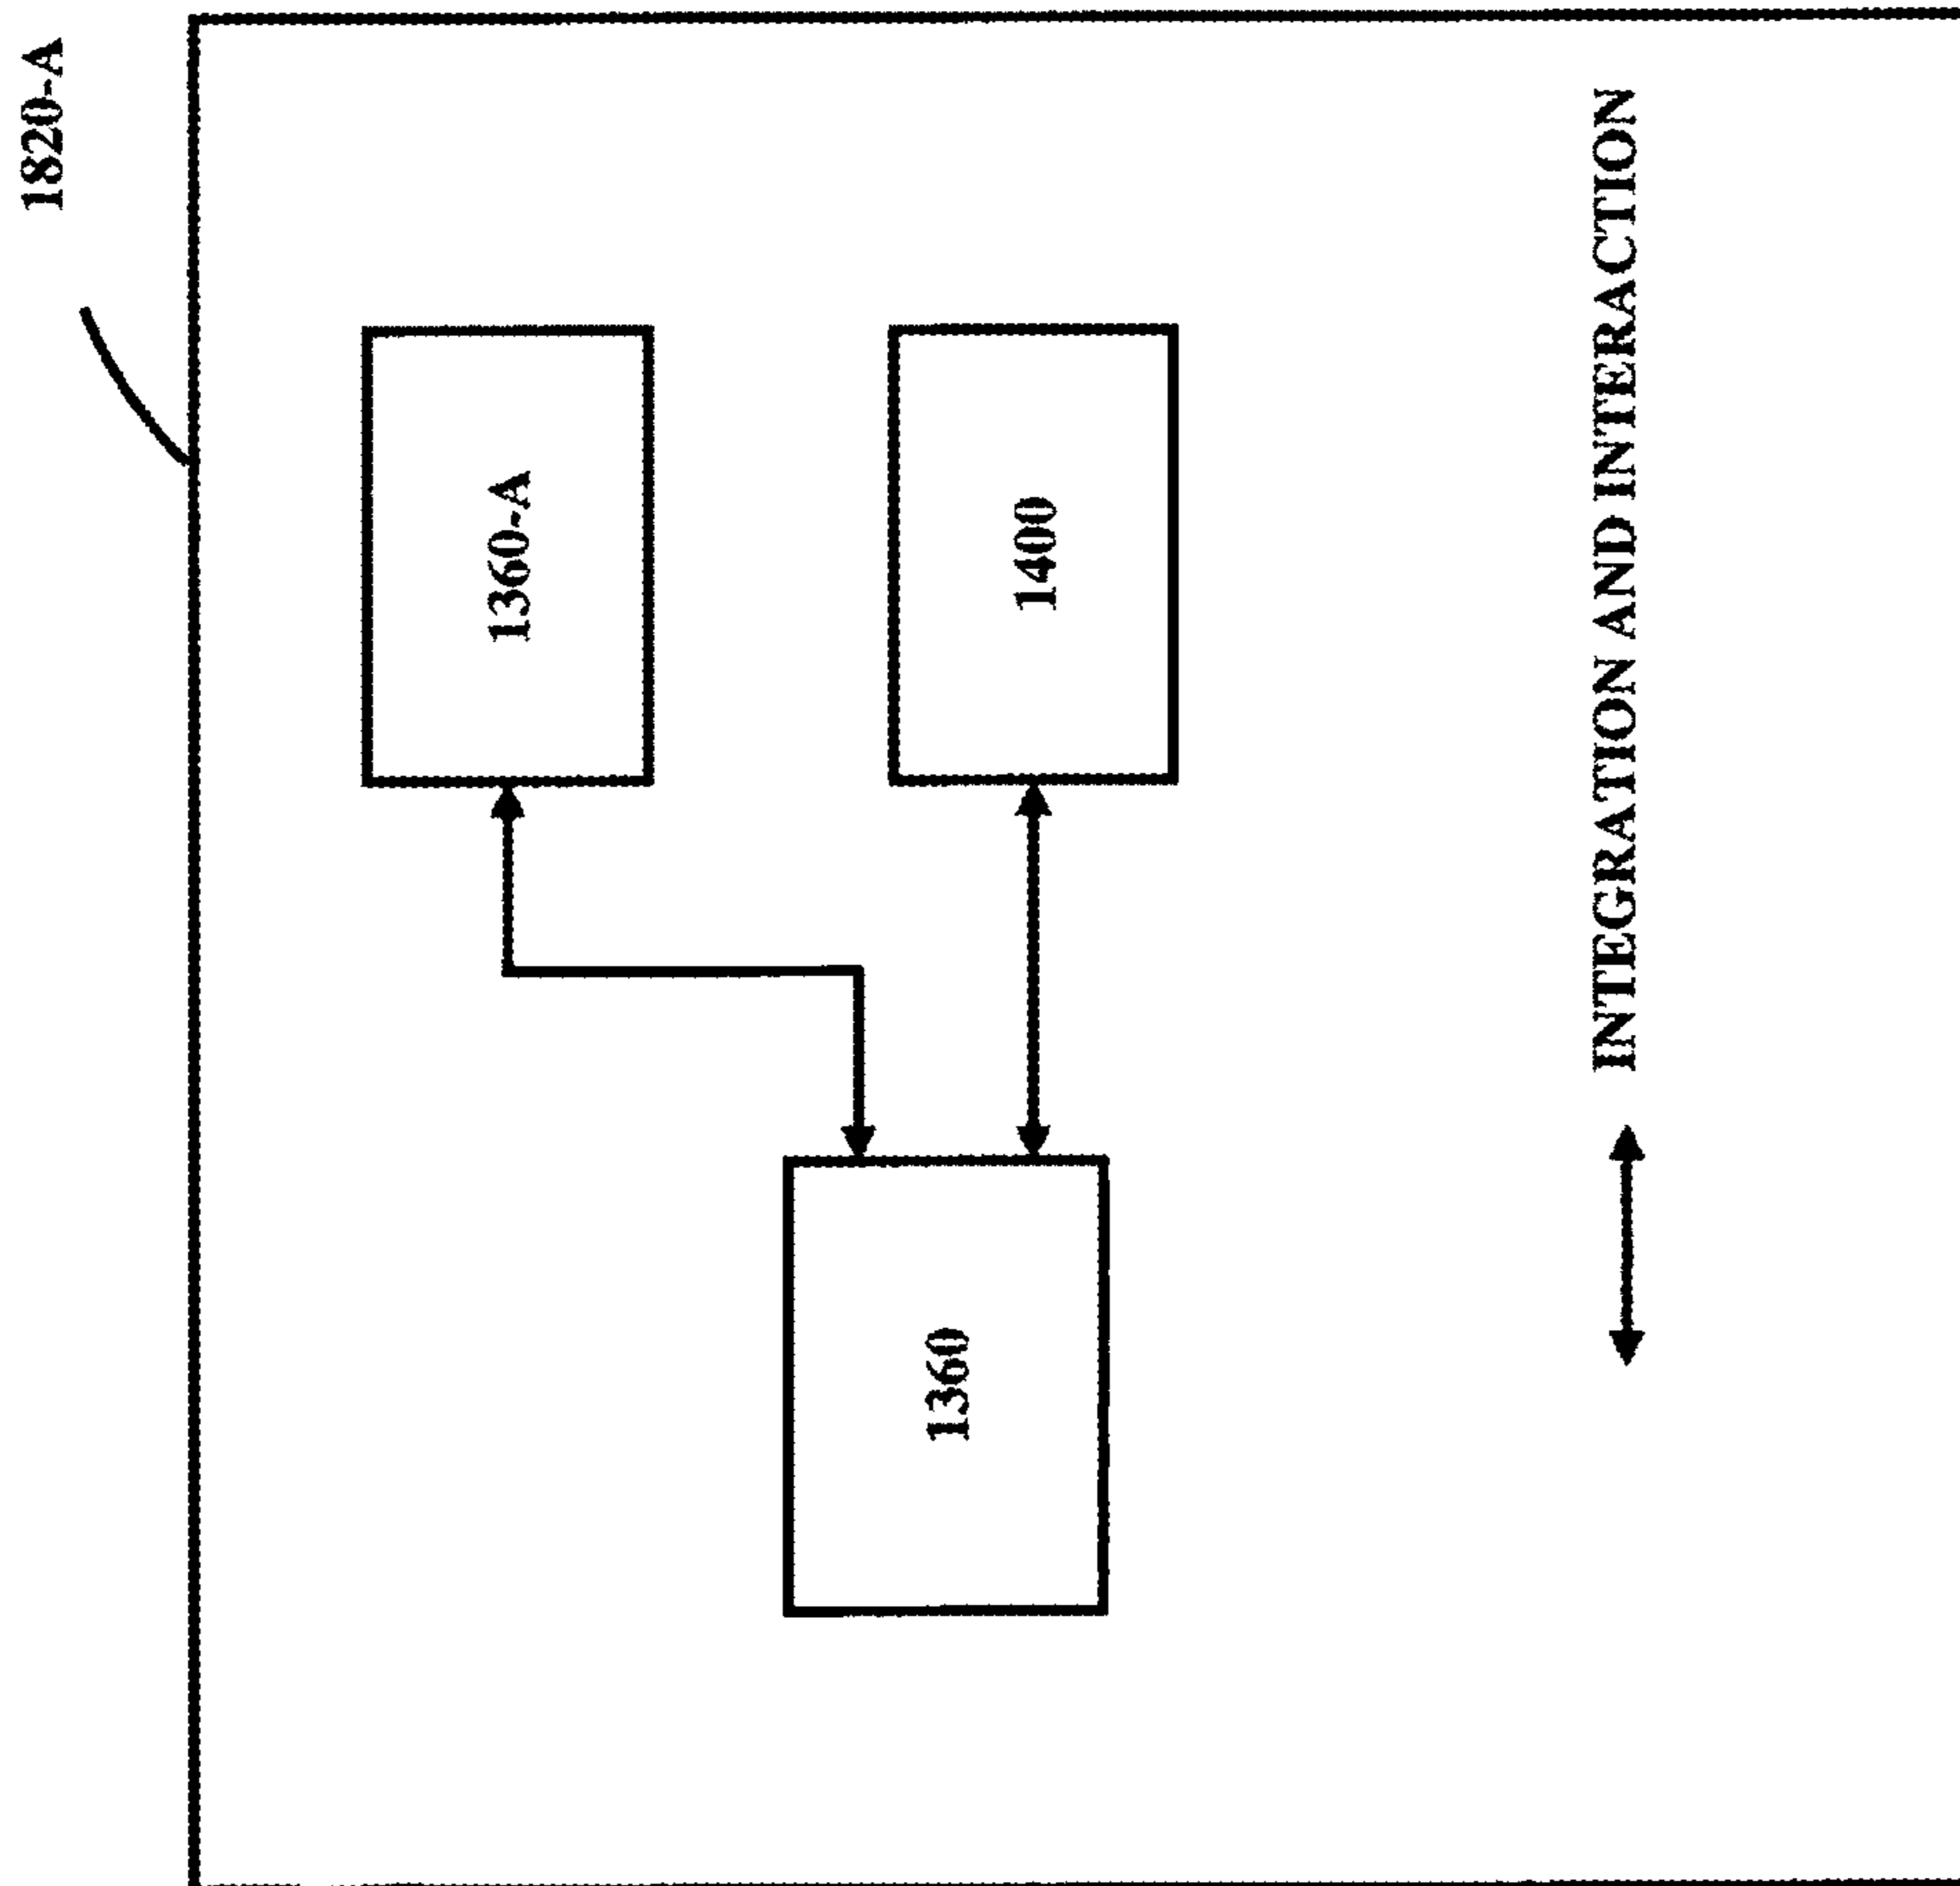 1820-A
1360-A
1360
1400
INTEGRATION AND INTERACTION